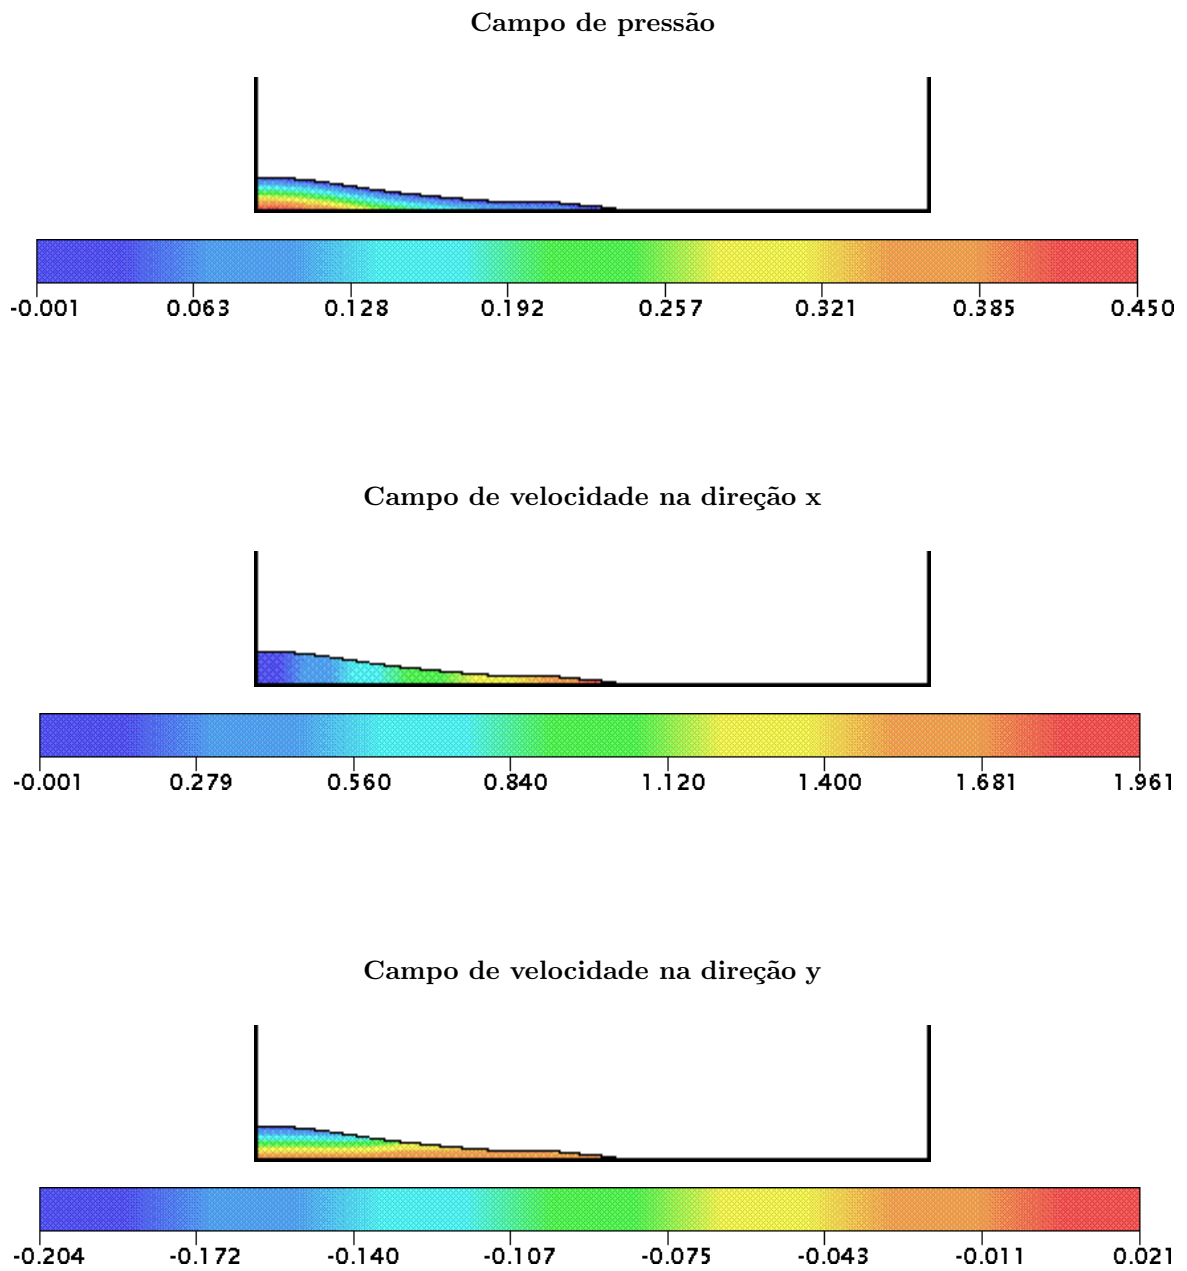 Campo de pressão
-0.001 0.063 0.128 0.192 0.257 0.321 0.385 0.450
Campo de velocidade na direção x
-0.001 0.279 0.560 0.840 1.120 1.400 1.681 1.961
Campo de velocidade na direção y
-0.204 -0.172 -0.140 -0.107 -0.075 -0.043 -0.011 0.021